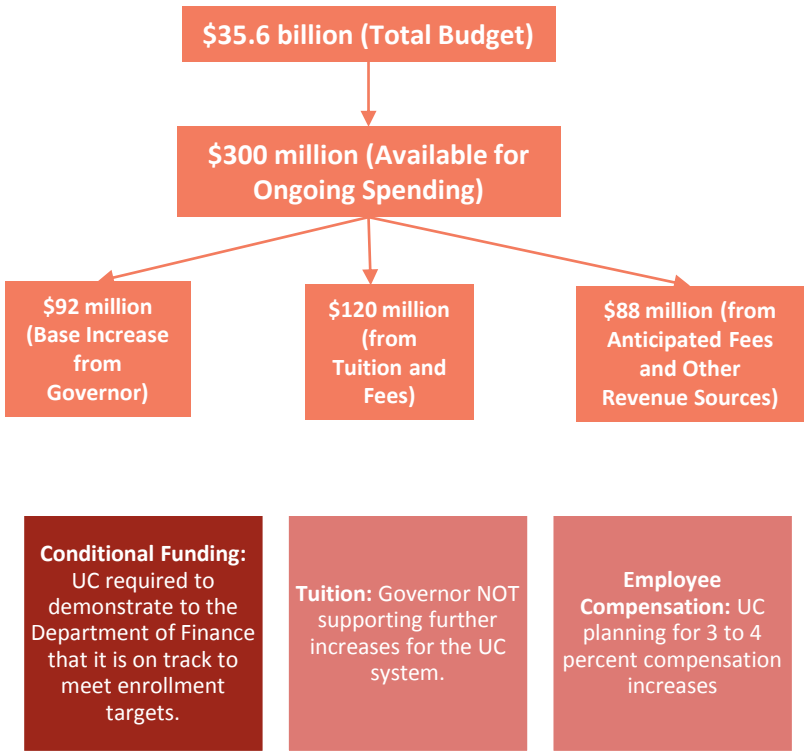 $35.6 billion (Total Budget)
$300 million (Available for
Ongoing Spending)
$92 million
(Base Increase
from
Governor)
$120 million
(from
Tuition and
Fees)
$88 million (from
Anticipated Fees
and Other
Revenue Sources)
Conditional Funding:
UC required to
demonstrate to the
Department of Finance
that it is on track to
meet enrollment
targets.
Tuition: Governor NOT
supporting further
increases for the UC
system.
Employee
Compensation: UC
planning for 3 to 4
percent compensation
increases